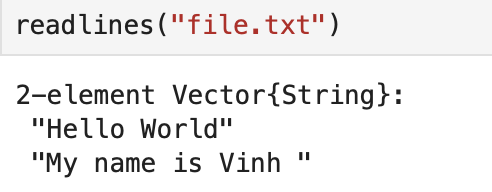 readlines("file.txt")
2-element Vector{String}:
"Hello World"
"My name is Vinh "